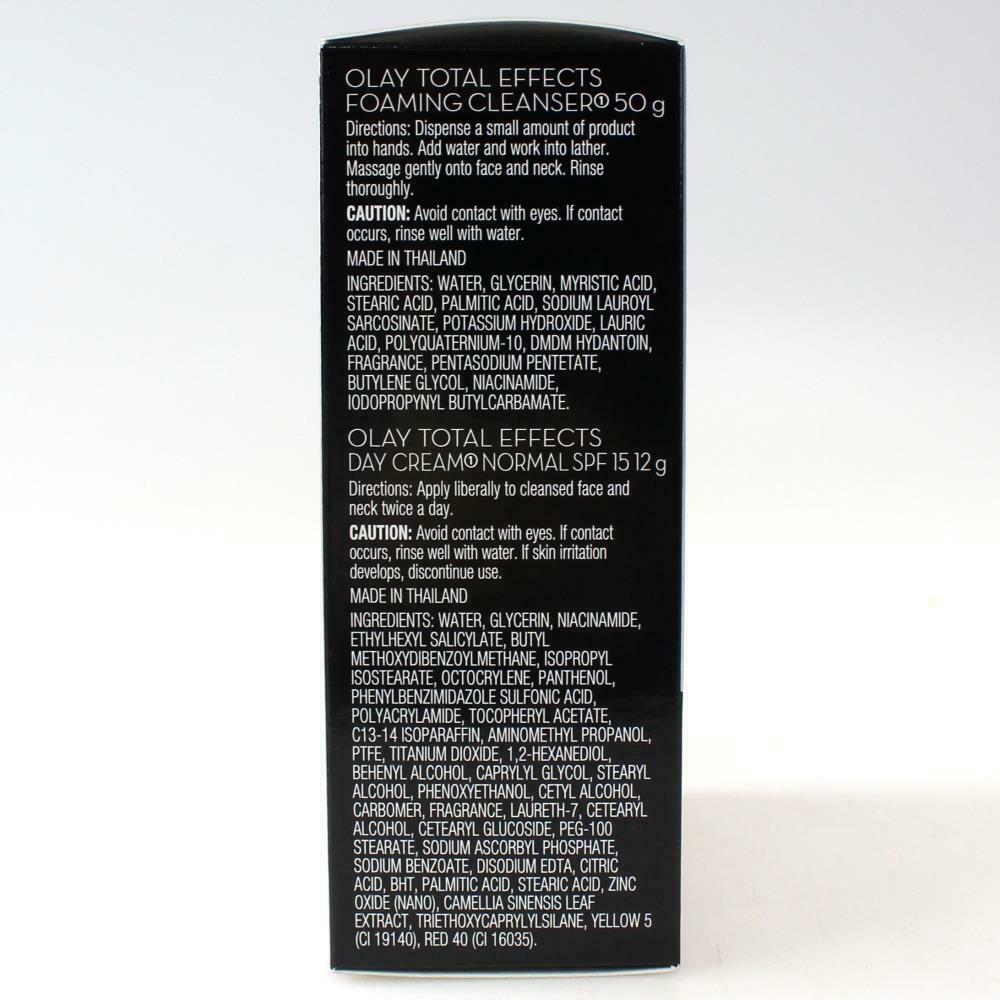 OLAY TOTAL EFFECTS
FOAMING CLEANSER① 50 g
Directions: Dispense a small amount of product
into hands. Add water and work into lather.
Massage gently onto face and neck. Rinse
thoroughly.
CAUTION: Avoid contact with eyes. If contact
occurs, rinse well with water.
MADE IN THAILAND
INGREDIENTS: WATER, GLYCERIN, MYRISTIC ACID,
STEARIC ACID, PALMITIC ACID, SODIUM LAUROYL
SARCOSINATE, POTASSIUM HYDROXIDE, LAURIC
ACID, POLYQUATERNIUM-10, DMDM HYDANTOIN,
FRAGRANCE, PENTASODIUM PENTETATE,
BUTYLENE GLYCOL, NIACINAMIDE,
IODOPROPYNYL BUTYLCARBAMATE.
OLAY TOTAL EFFECTS
DAY CREAM① NORMAL SPF 15 12 g
Directions: Apply liberally to cleansed face and
neck twice a day.
CAUTION: Avoid contact with eyes. If contact
occurs, rinse well with water. If skin irritation
develops, discontinue use.
MADE IN THAILAND
INGREDIENTS: WATER, GLYCERIN, NIACINAMIDE,
ETHYLHEXYL SALICYLATE, BUTYL
METHOXYDIBENZOYLMETHANE, ISOPROPYL
ISOSTEARATE, OCTOCRYLENE, PANTHENOL,
PHENYLBENZIMIDAZOLE SULFONIC ACID,
POLYACRYLAMIDE, TOCOPHERYL ACETATE,
C13-14 ISOPARAFFIN, AMINOMETHYL PROPANOL,
PTFE, TITANIUM DIOXIDE, 1,2-HEXANEDIOL,
BEHENYL ALCOHOL, CAPRYLYL GLYCOL, STEARYL
ALCOHOL, PHENOXYETHANOL, CETYL ALCOHOL,
CARBOMER, FRAGRANCE, LAURETH-7, CETEARYL
ALCOHOL, CETEARYL GLUCOSIDE, PEG-100
STEARATE, SODIUM ASCORBYL PHOSPHATE,
SODIUM BENZOATE, DISODIUM EDTA, CITRIC
ACID, BHT, PALMITIC ACID, STEARIC ACID, ZINC
OXIDE (NANO), CAMELLIA SINENSIS LEAF
EXTRACT, TRIETHOXYCAPRYLYLSILANE, YELLOW 5
(CI 19140), RED 40 (CI 16035).